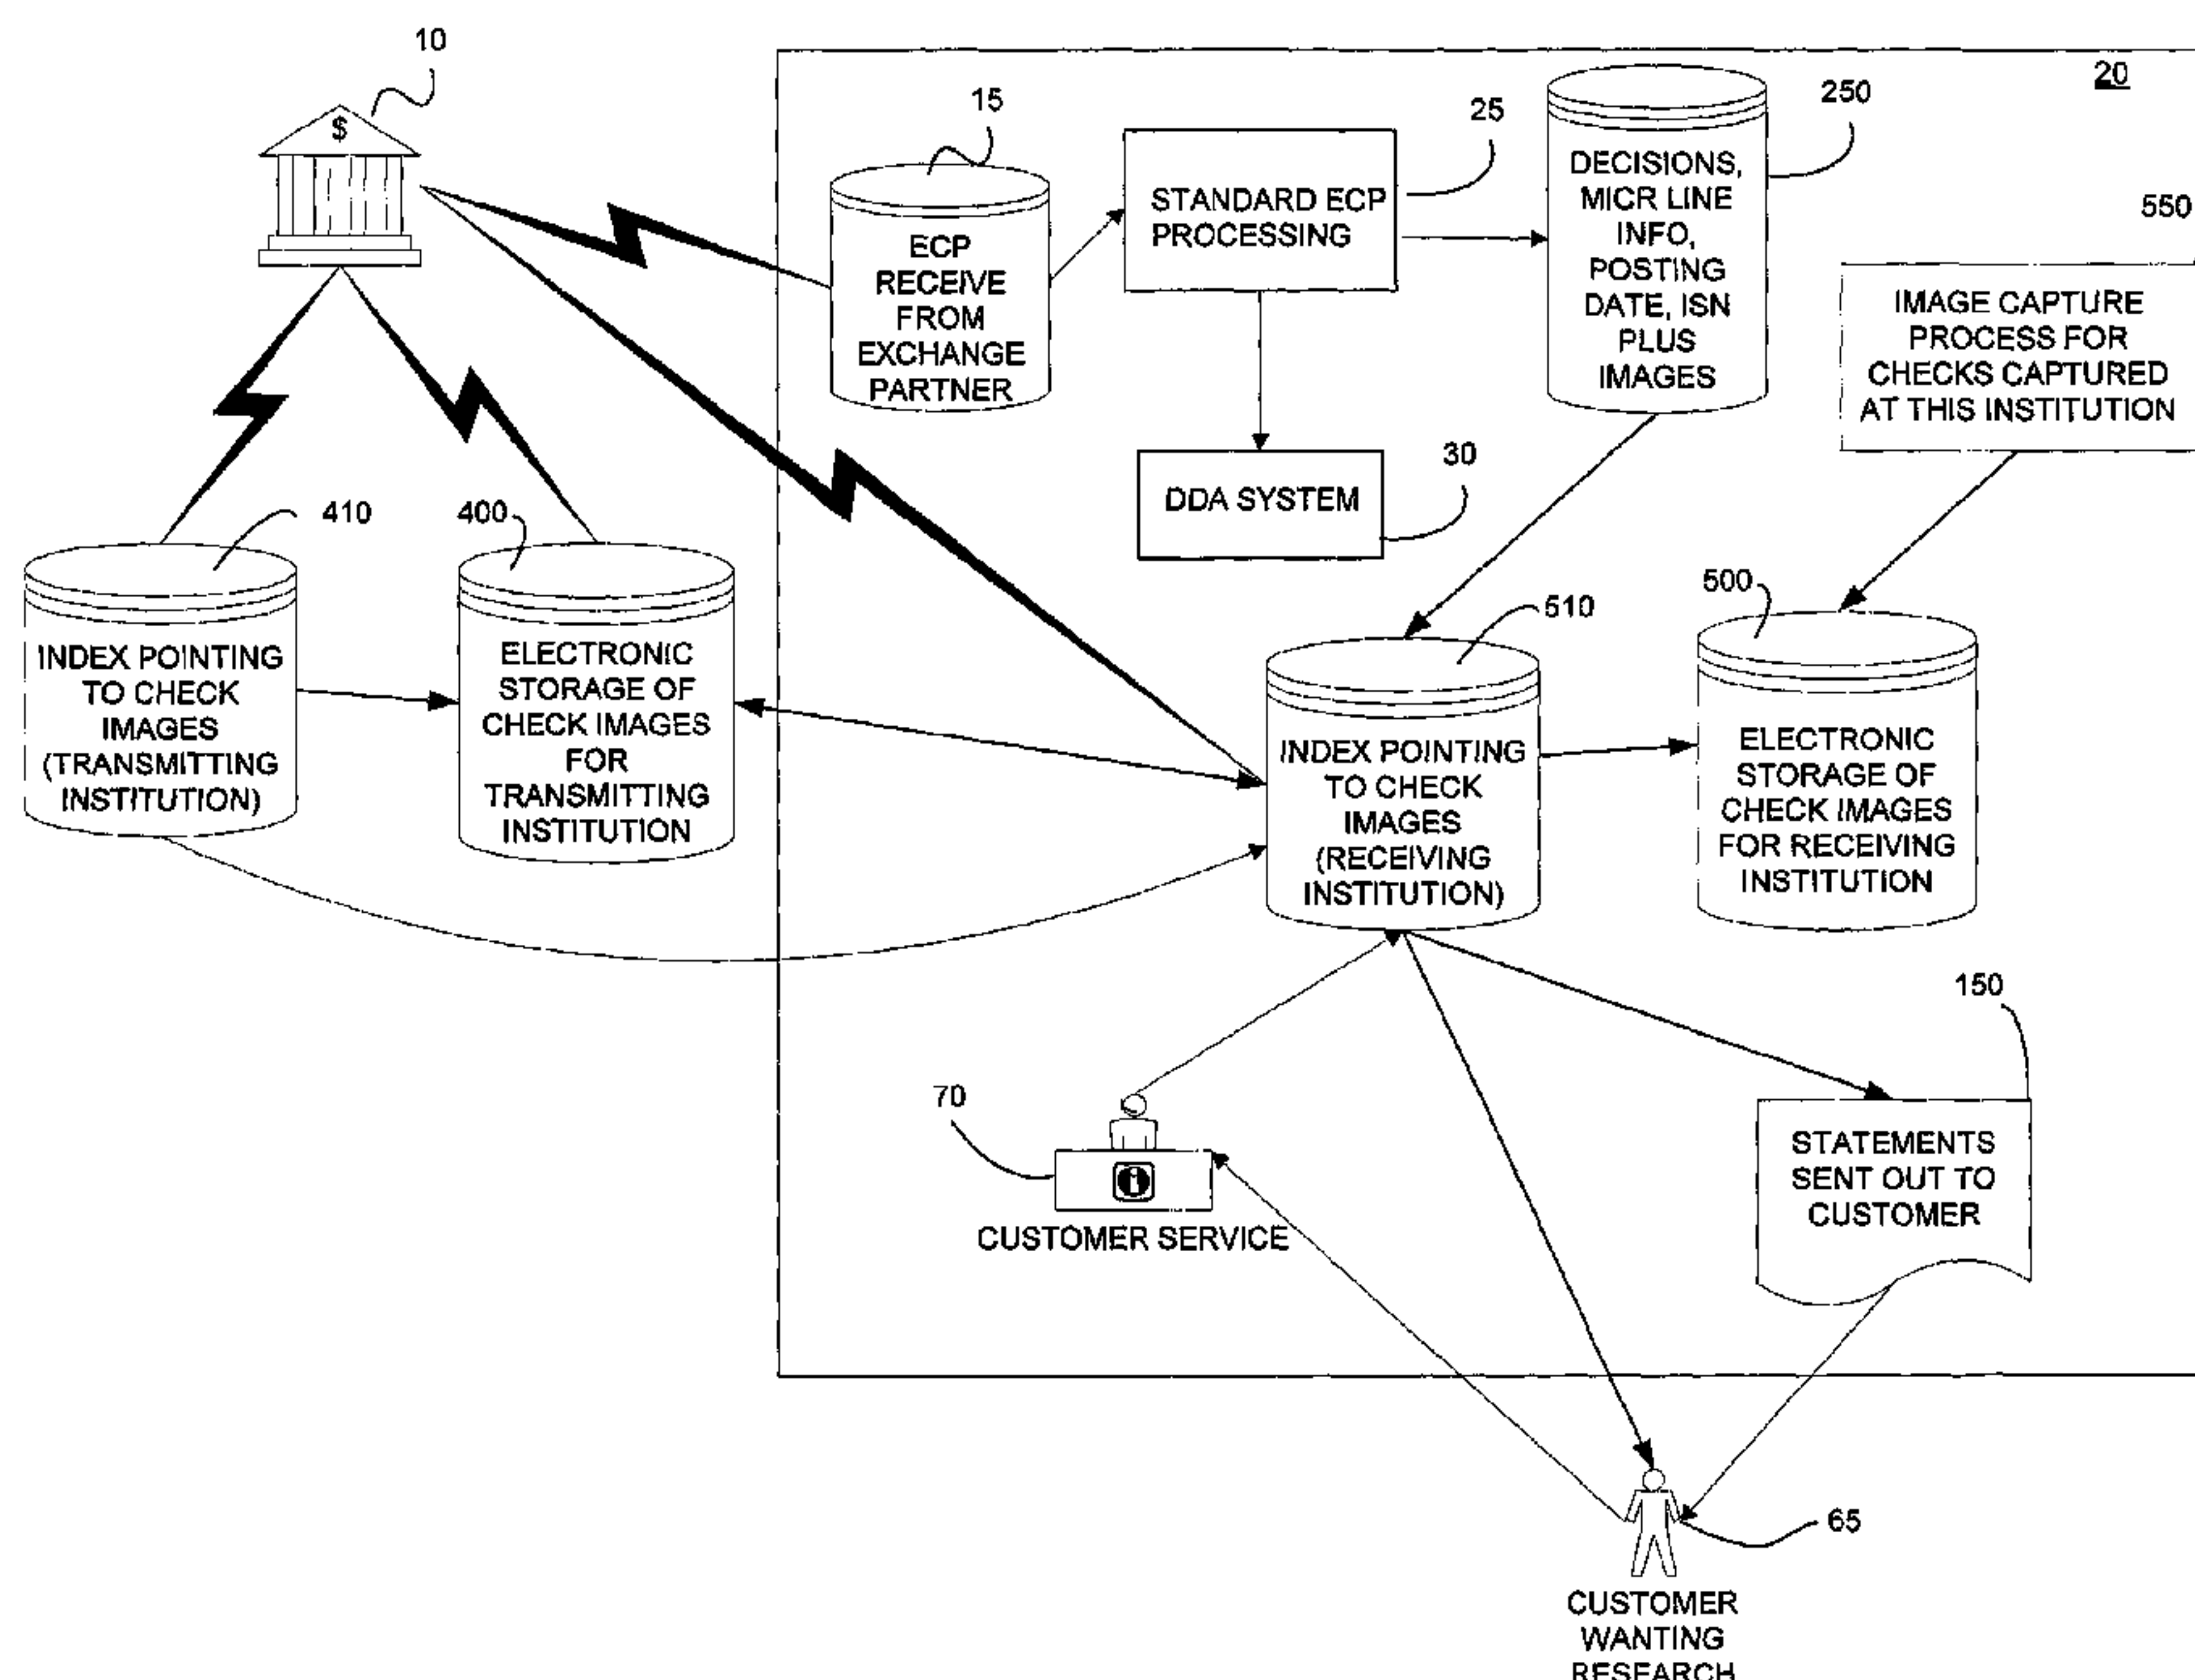 10
$
20
15
ECP
RECEIVE
FROM
EXCHANGE
PARTNER
25
STANDARD ECP
PROCESSING
250
DECISIONS,
MICR LINE
INFO,
POSTING
DATE, ISN
PLUS
IMAGES
550
IMAGE CAPTURE
PROCESS FOR
CHECKS CAPTURED
AT THIS INSTITUTION
30
DDA SYSTEM
410
INDEX POINTING
TO CHECK
IMAGES
(TRANSMITTING
INSTITUTION)
400
ELECTRONIC
STORAGE OF
CHECK IMAGES
FOR
TRANSMITTING
INSTITUTION
510
INDEX POINTING
TO CHECK
IMAGES
(RECEIVING
INSTITUTION)
500
ELECTRONIC
STORAGE OF
CHECK IMAGES
FOR RECEIVING
INSTITUTION
70
i
CUSTOMER SERVICE
150
STATEMENTS
SENT OUT TO
CUSTOMER
65
CUSTOMER
WANTING
RESEARCH